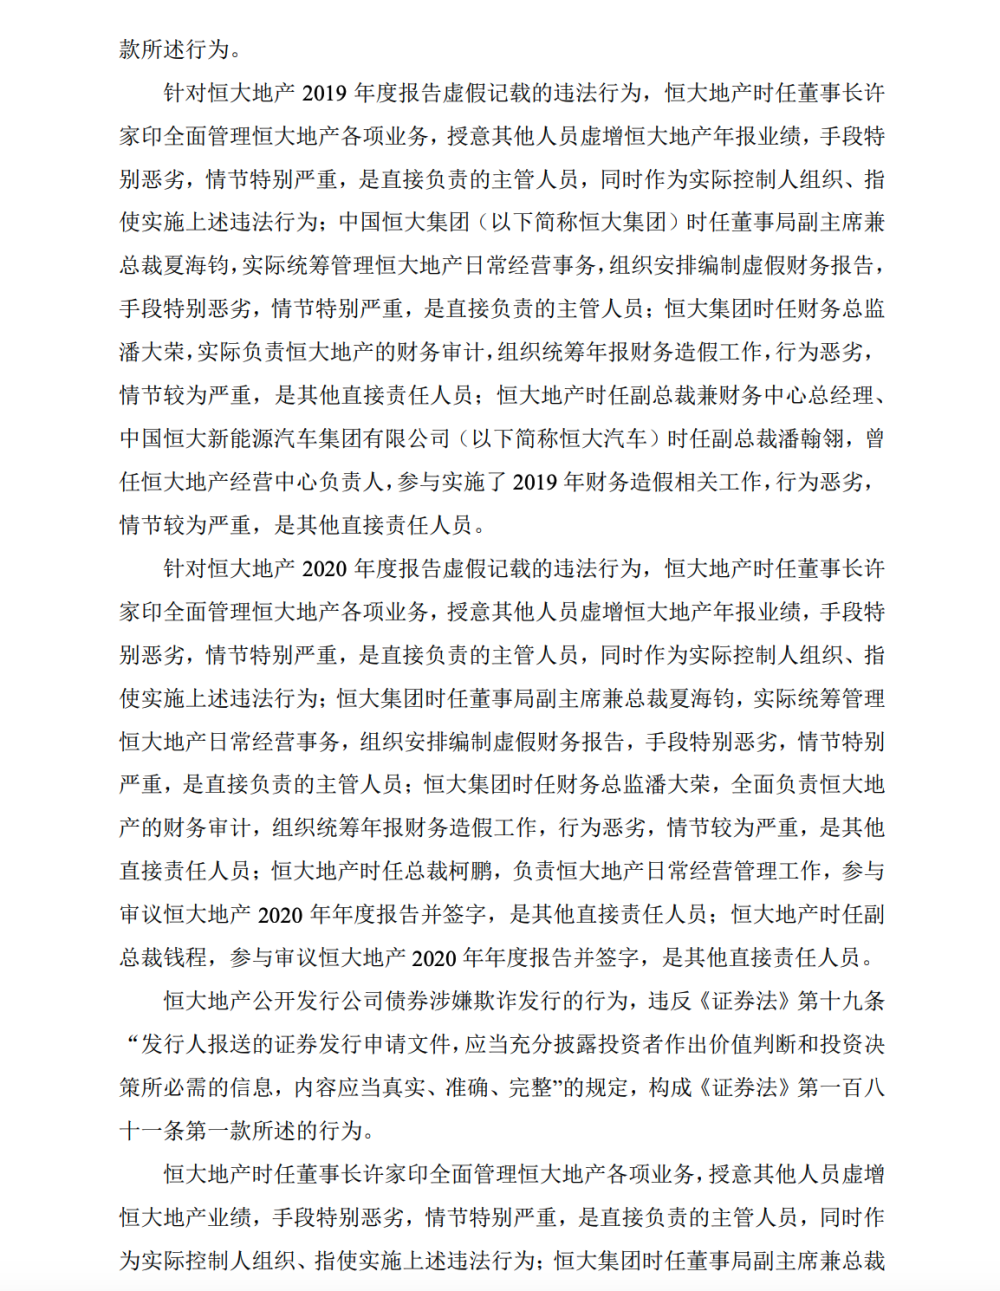 款所述行为。
针对恒大地产 2019 年度报告虚假记载的违法行为，恒大地产时任董事长许
家印全面管理恒大地产各项业务，授意其他人员虚增恒大地产年报业绩，手段特
别恶劣，情节特别严重，是直接负责的主管人员，同时作为实际控制人组织、指
使实施上述违法行为；中国恒大集团（以下简称恒大集团）时任董事局副主席兼
总裁夏海钧，实际统筹管理恒大地产日常经营事务，组织安排编制虚假财务报告，
手段特别恶劣，情节特别严重，是直接负责的主管人员；恒大集团时任财务总监
潘大荣，实际负责恒大地产的财务审计，组织统筹年报财务造假工作，行为恶劣，
情节较为严重，是其他直接责任人员；恒大地产时任副总裁兼财务中心总经理、
中国恒大新能源汽车集团有限公司（以下简称恒大汽车）时任副总裁潘翰翎，曾
任恒大地产经营中心负责人，参与实施了 2019 年财务造假相关工作，行为恶劣，
情节较为严重，是其他直接责任人员。
针对恒大地产 2020 年度报告虚假记载的违法行为，恒大地产时任董事长许
家印全面管理恒大地产各项业务，授意其他人员虚增恒大地产年报业绩，手段特
别恶劣，情节特别严重，是直接负责的主管人员，同时作为实际控制人组织、指
使实施上述违法行为；恒大集团时任董事局副主席兼总裁夏海钧，实际统筹管理
恒大地产日常经营事务，组织安排编制虚假财务报告，手段特别恶劣，情节特别
严重，是直接负责的主管人员；恒大集团时任财务总监潘大荣，全面负责恒大地
产的财务审计，组织统筹年报财务造假工作，行为恶劣，情节较为严重，是其他
直接责任人员；恒大地产时任总裁柯鹏，负责恒大地产日常经营管理工作，参与
审议恒大地产 2020 年年度报告并签字，是其他直接责任人员；恒大地产时任副
总裁钱程，参与审议恒大地产 2020 年年度报告并签字，是其他直接责任人员。
恒大地产公开发行公司债券涉嫌欺诈发行的行为，违反《证券法》第十九条
“发行人报送的证券发行申请文件，应当充分披露投资者作出价值判断和投资决
策所必需的信息，内容应当真实、准确、完整”的规定，构成《证券法》第一百八
十一条第一款所述的行为。
恒大地产时任董事长许家印全面管理恒大地产各项业务，授意其他人员虚增
恒大地产业绩，手段特别恶劣，情节特别严重，是直接负责的主管人员，同时作
为实际控制人组织、指使实施上述违法行为；恒大集团时任董事局副主席兼总裁